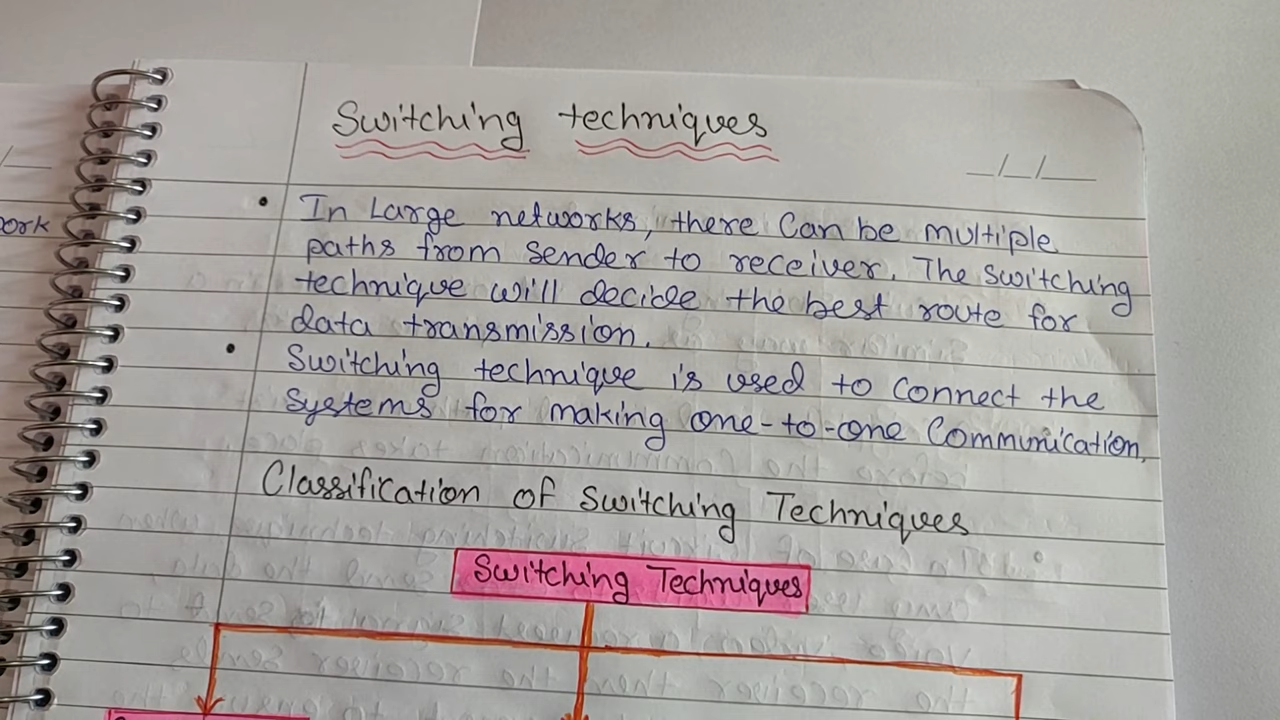 Switching techniques
_/_/__
ork
• In Large networks, there Can be multiple
paths from Sender to receiver. The Switching
technique will decide the best route for
data transmission.
• Switching technique is used to Connect the
Systems for making one-to-one Communication.
Classification of Switching Techniques
Switching Techniques